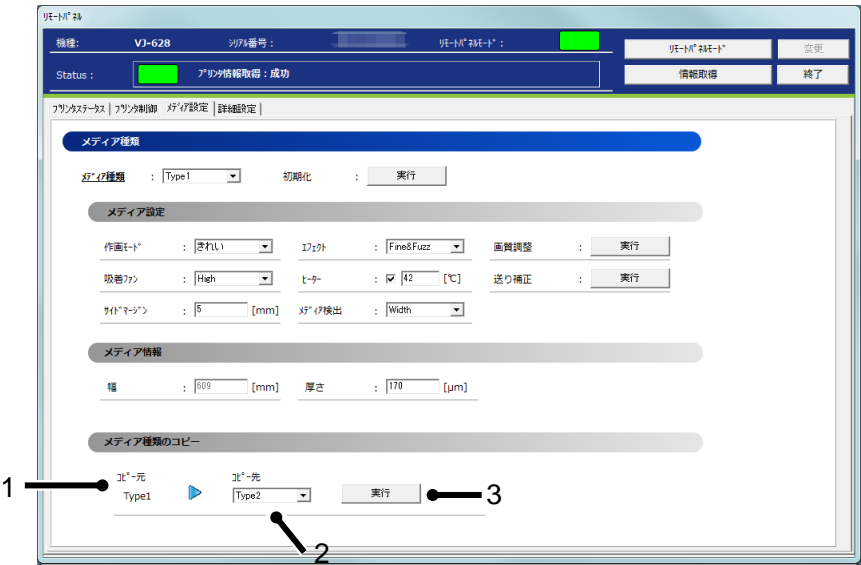 ﾘﾓｰﾄﾊﾟﾈﾙ
機種: VJ-628 ｼﾘｱﾙ番号 : ﾘﾓｰﾄﾊﾟﾈﾙﾓｰﾄﾞ : ﾘﾓｰﾄﾊﾟﾈﾙﾓｰﾄﾞ 変更
Status : ﾌﾟﾘﾝﾀ情報取得 : 成功 情報取得 終了
ﾌﾟﾘﾝﾀｽﾃｰﾀｽ ﾌﾟﾘﾝﾀ制御 ﾒﾃﾞｨｱ設定 詳細設定
メディア種類
ﾒﾃﾞｨｱ種類 : Type1 初期化 : 実行
メディア設定
作画ﾓｰﾄﾞ : きれい ｴﾌｪｸﾄ : Fine&Fuzz 画質調整 : 実行
吸着ﾌｧﾝ : High ﾋｰﾀｰ : 42 [℃] 送り補正 : 実行
ｻｲﾄﾞﾏｰｼﾞﾝ : 5 [mm] ﾒﾃﾞｨｱ検出 : Width
メディア情報
幅 : 609 [mm] 厚さ : 170 [μm]
メディア種類のコピー
ｺﾋﾟｰ元 ｺﾋﾟｰ先
1 Type1 Type2 実行 3
2